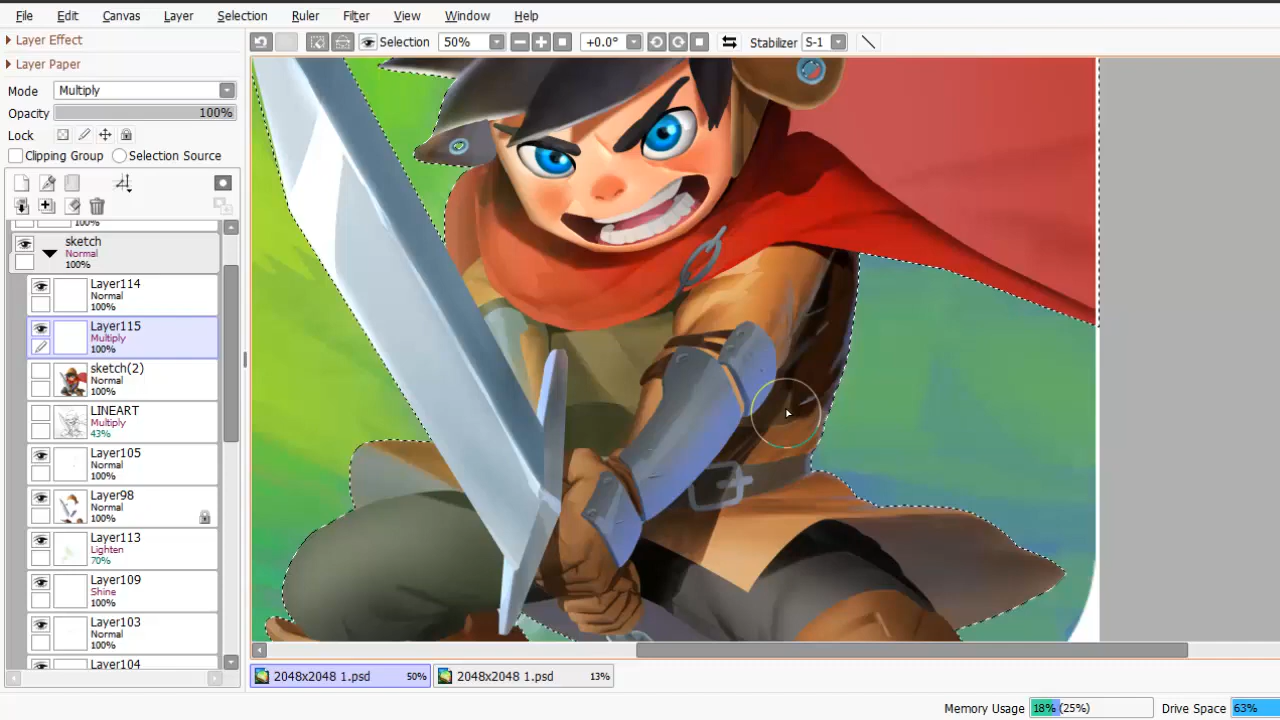 File Edit Canvas Layer Selection Ruler Filter View Window Help
Layer Effect
Layer Paper
Selection 50% +0.0° Stabilizer S-1
Mode Multiply
Opacity 100%
Lock
Clipping Group Selection Source
100%
sketch
Normal
100%
Layer114
Normal
100%
Layer115
Multiply
100%
sketch(2)
Normal
100%
LINEART
Multiply
43%
Layer105
Normal
100%
Layer98
Normal
100%
Layer113
Lighten
70%
Layer109
Shine
100%
Layer103
Normal
100%
Layer104
2048x2048 1.psd 50% 2048x2048 1.psd 13%
Memory Usage 18% (25%) Drive Space 63%